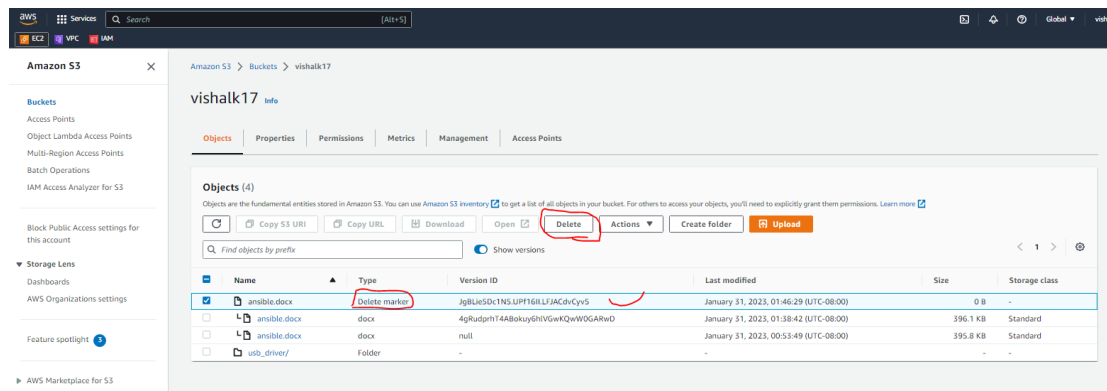 aws Services Search [Alt+S] Global vish
EC2 VPC IAM
Amazon S3
Amazon S3 > Buckets > vishalk17
vishalk17 Info
Buckets
Access Points
Object Lambda Access Points
Multi-Region Access Points
Batch Operations
IAM Access Analyzer for S3
Block Public Access settings for
this account
Storage Lens
Dashboards
AWS Organizations settings
Feature spotlight 3
AWS Marketplace for S3
Objects Properties Permissions Metrics Management Access Points
Objects (4)
Objects are the fundamental entities stored in Amazon S3. You can use Amazon S3 inventory to get a list of all objects in your bucket. For others to access your objects, you'll need to explicitly grant them permissions. Learn more
Copy S3 URI Copy URL Download Open Delete Actions Create folder Upload
Find objects by prefix Show versions < 1 >
Name Type Version ID Last modified Size Storage class
ansible.docx Delete marker January 31, 2023, 01:46:29 (UTC-08:00) 0 B -
ansible.docx docx 4gRudprhT4ABokuy6hlVGwKQwW0GARwD January 31, 2023, 01:38:42 (UTC-08:00) 396.1 KB Standard
ansible.docx docx null January 31, 2023, 00:53:49 (UTC-08:00) 395.8 KB Standard
usb_driver/ Folder - - - -